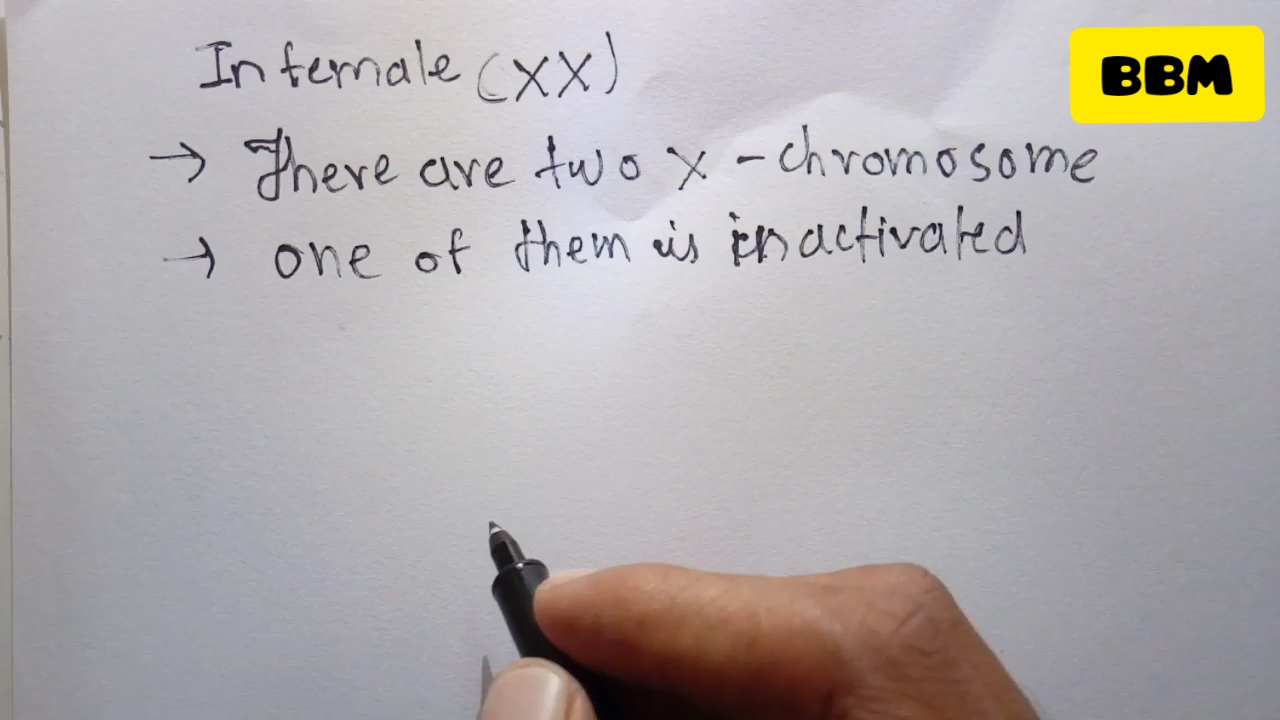 In female (XX)
BBM
→ There are two X - chromosome
→ one of them is inactivated